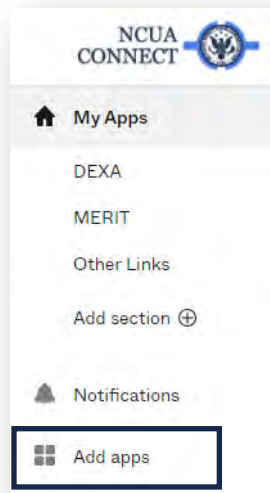 NCUA
CONNECT
My Apps
DEXA
MERIT
Other Links
Add section
Notifications
Add apps